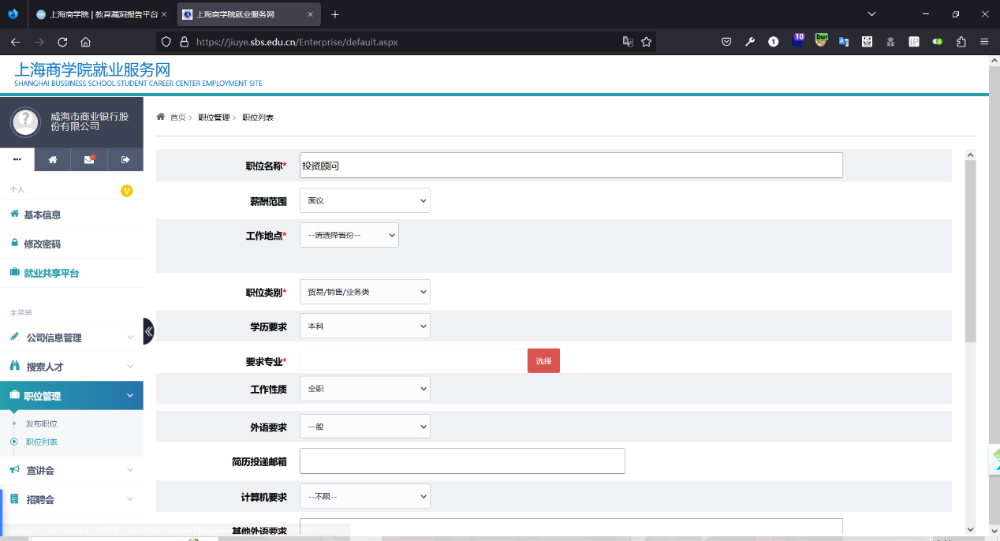 上海商学院 | 教育漏洞报告平台
上海商学院就业服务网
https://jiuye.sbs.edu.cn/Enterprise/default.aspx
1
10
bur
IP
上海商学院就业服务网
SHANGHAI BUSSINESS SCHOOL STUDENT CAREER CENTER EMPLOYMENT SITE
威海市商业银行股
份有限公司
首页 > 职位管理 > 职位列表
个人
V
基本信息
修改密码
就业共享平台
主菜单
公司信息管理
搜索人才
职位管理
发布职位
职位列表
宣讲会
招聘会
职位名称* 投资顾问
薪酬范围 面议
工作地点* --请选择省份--
职位类别* 贸易/销售/业务类
学历要求 本科
要求专业* 选择
工作性质 全职
外语要求 一般
简历投递邮箱
计算机要求 --不限--
其他外语要求